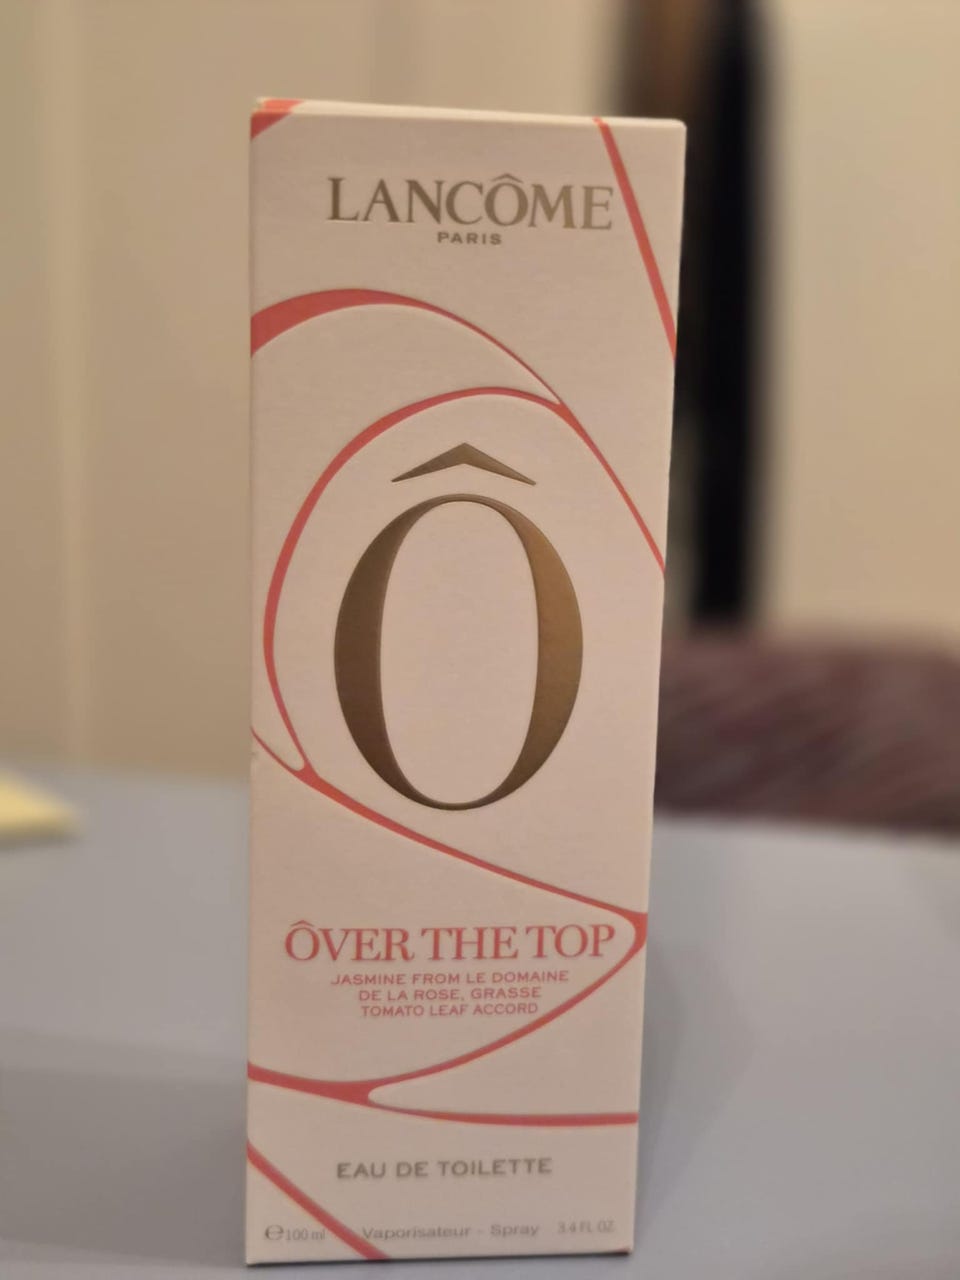 LANCÔME
PARIS
Ô
ÔVER THE TOP
JASMINE FROM LE DOMAINE
DE LA ROSE, GRASSE
TOMATO LEAF ACCORD
EAU DE TOILETTE
℮100 ml Vaporisateur - Spray 3.4 FL OZ